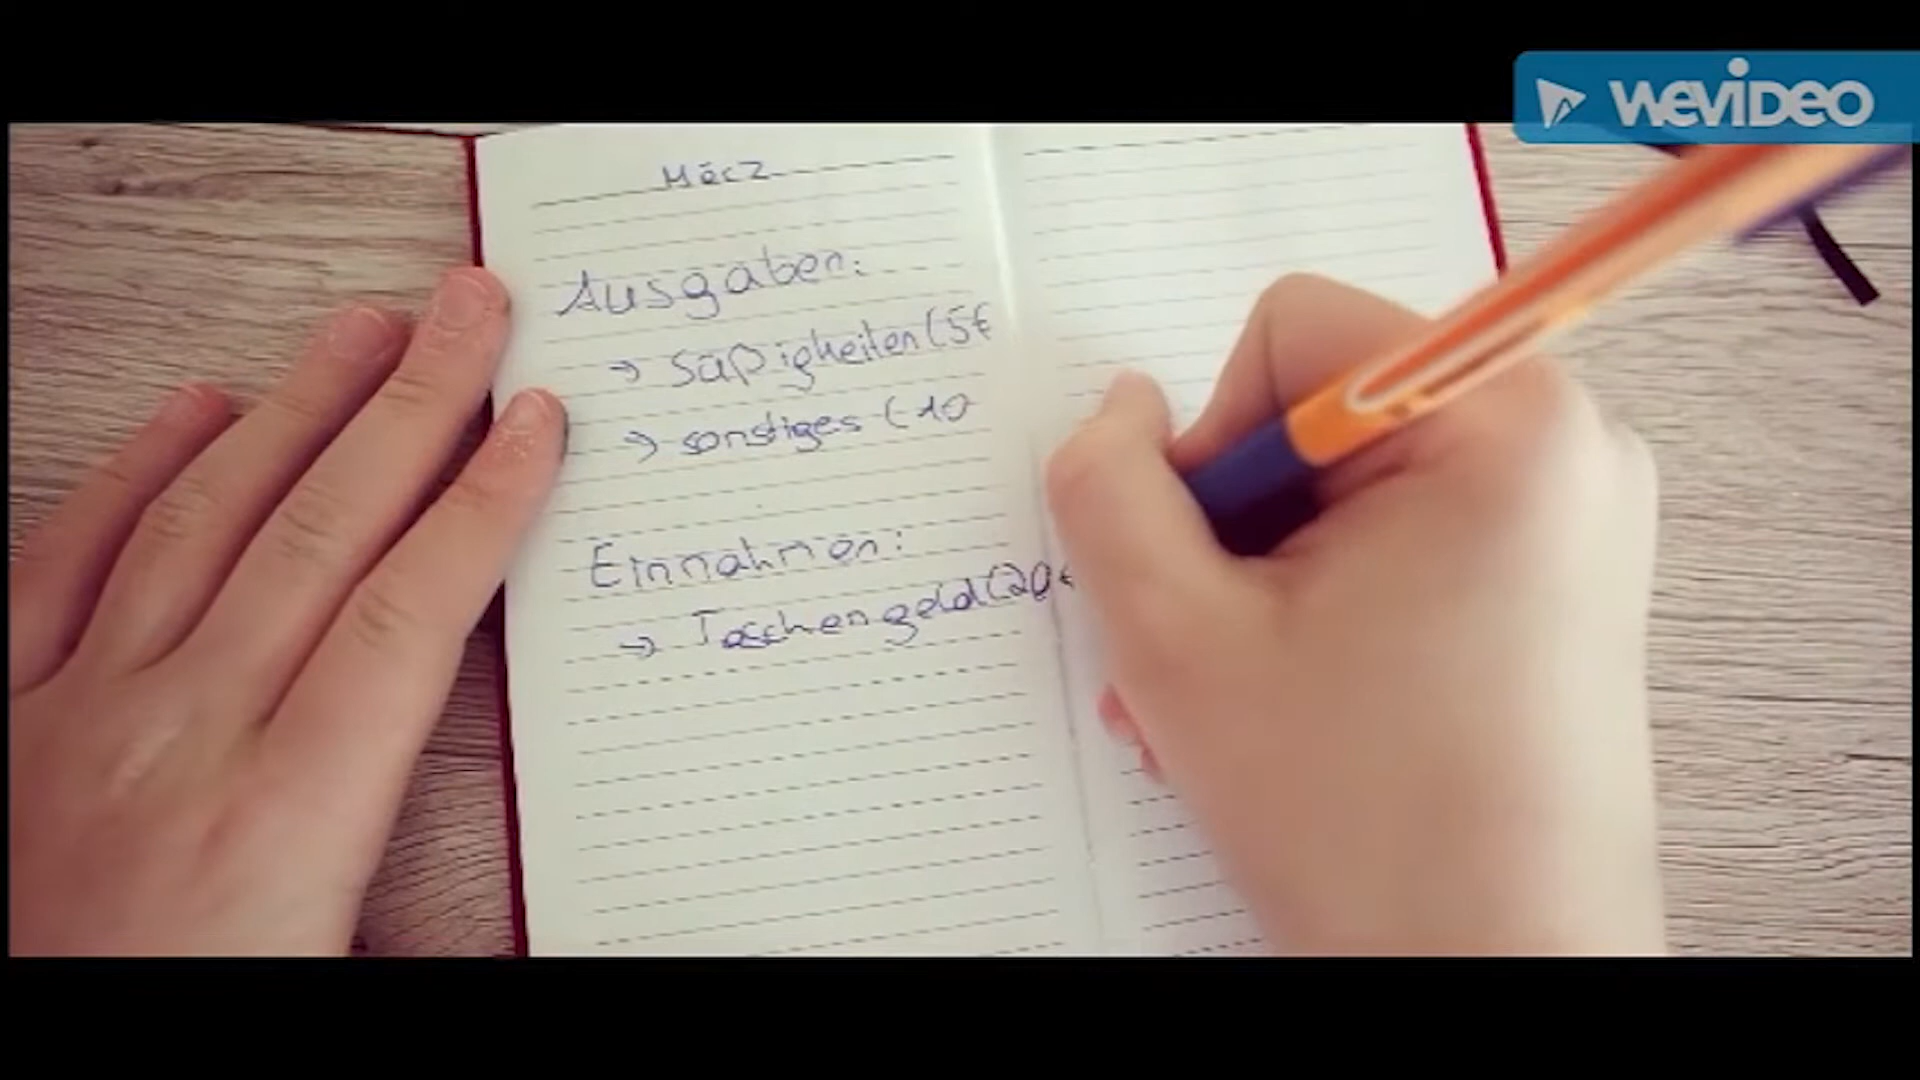 März
Ausgaben:
→ Süßigkeiten (5€
→ sonstiges (10
Einnahmen:
→ Taschengeld (20€
WEVIDEO